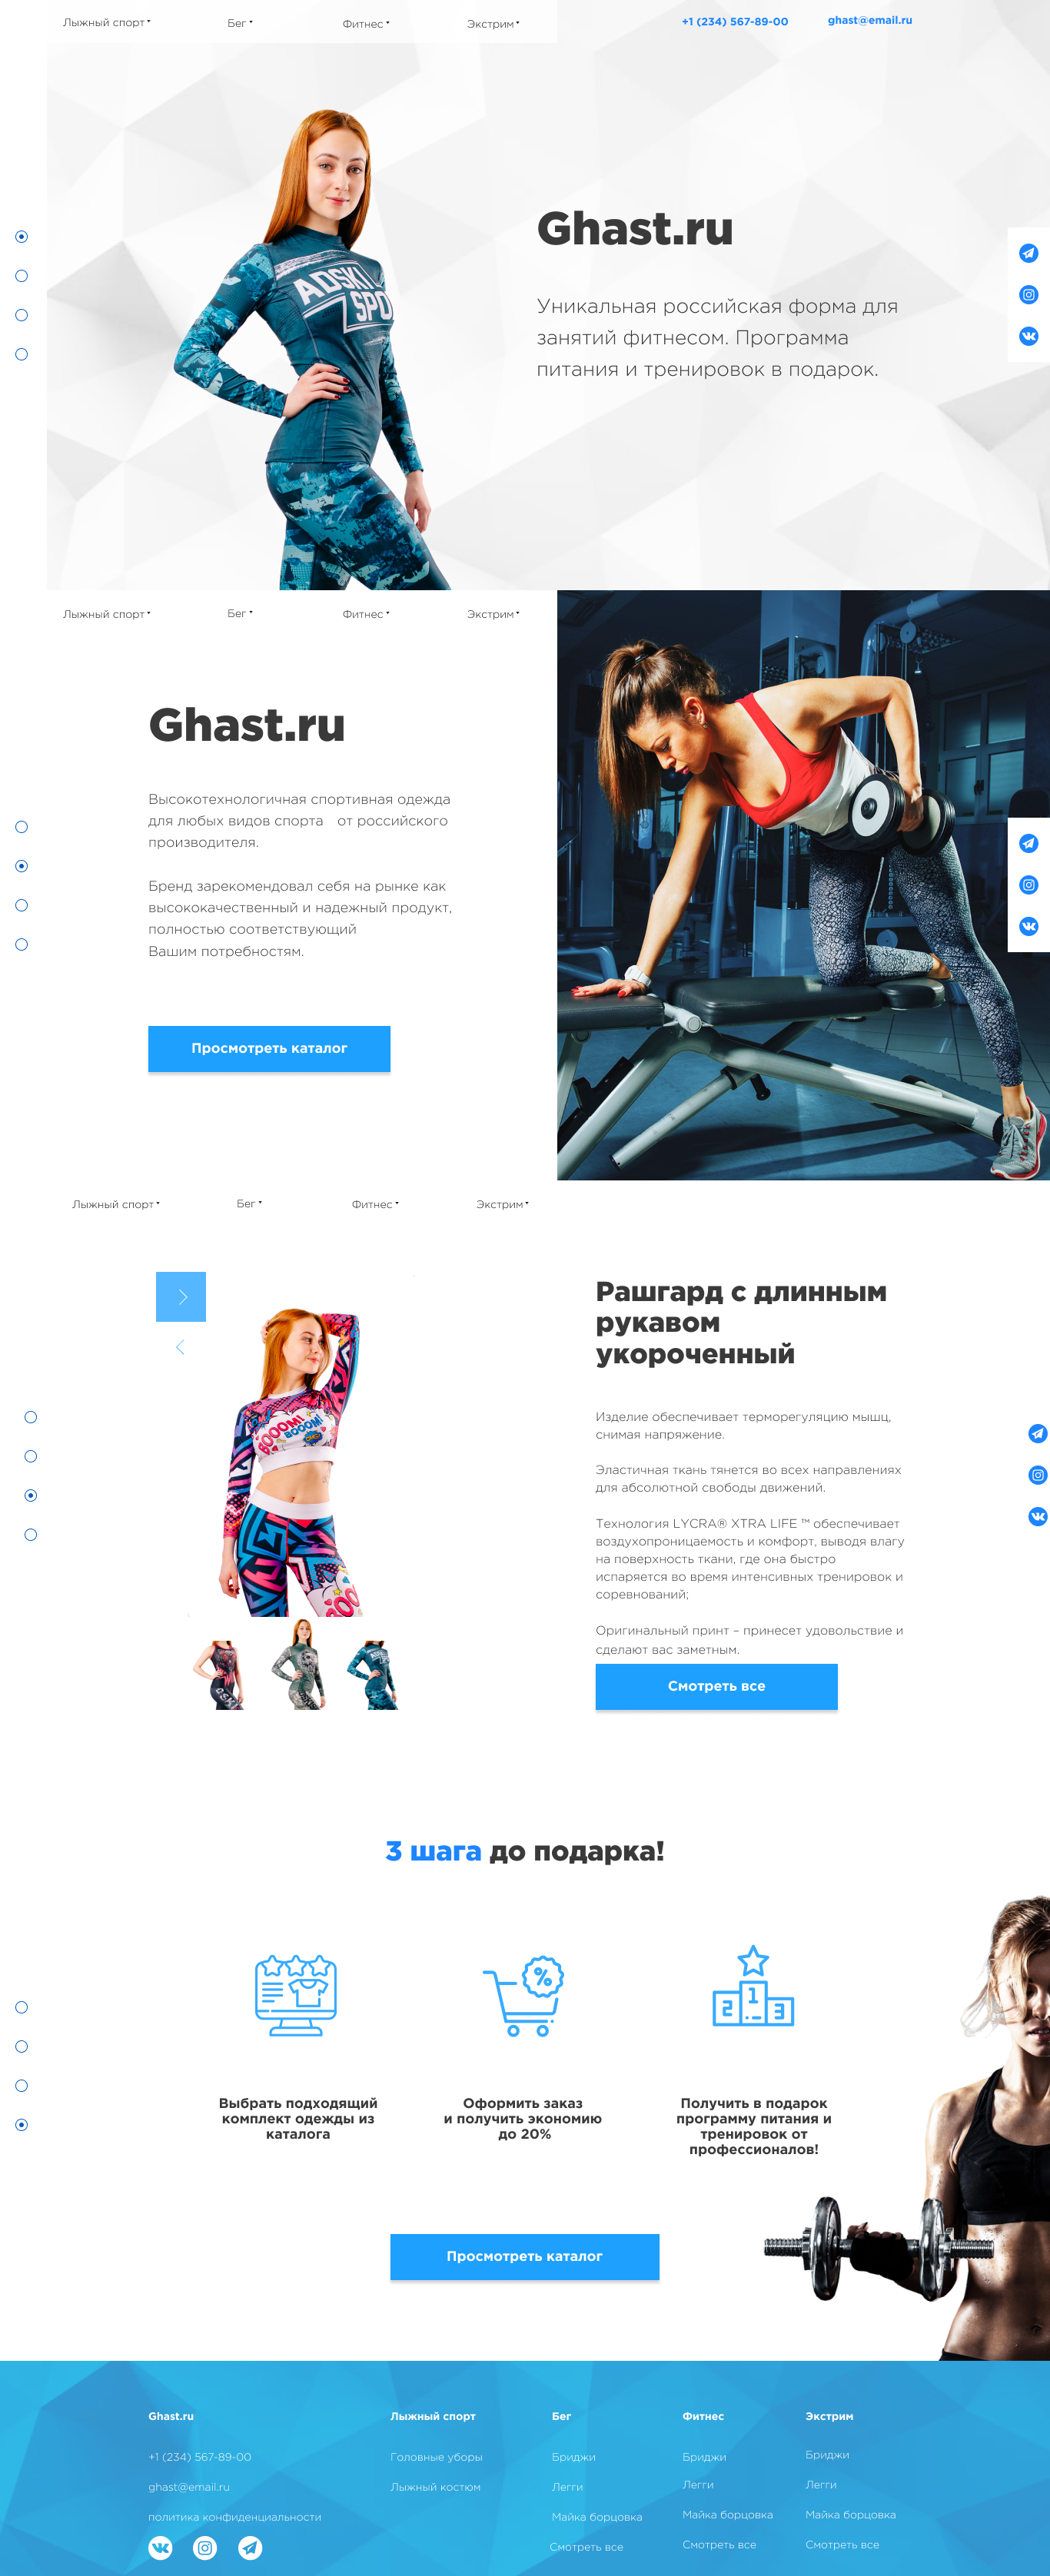 Лыжный спорт
Бег
Фитнес
Экстрим
+1 (234) 567-89-00
ghast@email.ru
ADSKI
SPO
Ghast.ru
Уникальная российская форма для
занятий фитнесом. Программа
питания и тренировок в подарок.
Лыжный спорт
Бег
Фитнес
Экстрим
Ghast.ru
Высокотехнологичная спортивная одежда
для любых видов спорта от российского
производителя.
Бренд зарекомендовал себя на рынке как
высококачественный и надежный продукт,
полностью соответствующий
Вашим потребностям.
Просмотреть каталог
Лыжный спорт
Бег
Фитнес
Экстрим
BOOOM!
BOOOM!
Рашгард с длинным
рукавом
укороченный
Изделие обеспечивает терморегуляцию мышц,
снимая напряжение.
Эластичная ткань тянется во всех направлениях
для абсолютной свободы движений.
Технология LYCRA® XTRA LIFE ™ обеспечивает
воздухопроницаемость и комфорт, выводя влагу
на поверхность ткани, где она быстро
испаряется во время интенсивных тренировок и
соревнований;
Оригинальный принт – принесет удовольствие и
сделают вас заметным.
Смотреть все
3 шага до подарка!
%
2 1 3
Выбрать подходящий
комплект одежды из
каталога
Оформить заказ
и получить экономию
до 20%
Получить в подарок
программу питания и
тренировок от
профессионалов!
Просмотреть каталог
Ghast.ru
+1 (234) 567-89-00
ghast@email.ru
политика конфиденциальности
Лыжный спорт
Головные уборы
Лыжный костюм
Бег
Бриджи
Легги
Майка борцовка
Смотреть все
Фитнес
Бриджи
Легги
Майка борцовка
Смотреть все
Экстрим
Бриджи
Легги
Майка борцовка
Смотреть все